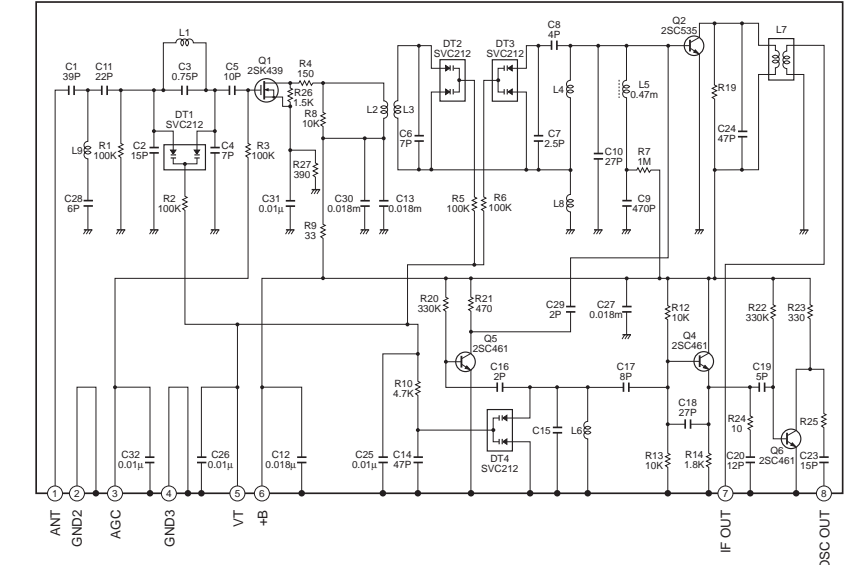 L1
C1
39P
C11
22P
C3
0.75P
C5
10P
Q1
2SK439
R4
150
R26
1.5K
R8
10K
L2
L3
DT2
SVC212
DT3
SVC212
C8
4P
Q2
2SC535
L7
L9
R1
100K
DT1
SVC212
C2
15P
C4
7P
R3
100K
R27
390
C6
7P
C7
2.5P
L4
L5
0.47m
C10
27P
R7
1M
R19
C24
47P
C28
6P
R2
100K
C31
0.01μ
R9
33
C30
0.018m
C13
0.018m
R5
100K
R6
100K
L8
C9
470P
R20
330K
R21
470
C29
2P
C27
0.018m
R12
10K
R22
330K
R23
330
Q5
2SC461
Q4
2SC461
C16
2P
C17
8P
C19
5P
R10
4.7K
C18
27P
R24
10
R25
C32
0.01μ
C26
0.01μ
C12
0.018μ
C25
0.01μ
C14
47P
DT4
SVC212
C15
L6
R13
10K
R14
1.8K
C20
12P
Q6
2SC461
C23
15P
1
2
3
4
5
6
7
8
ANT
GND2
AGC
GND3
VT
+B
IF OUT
OSC OUT